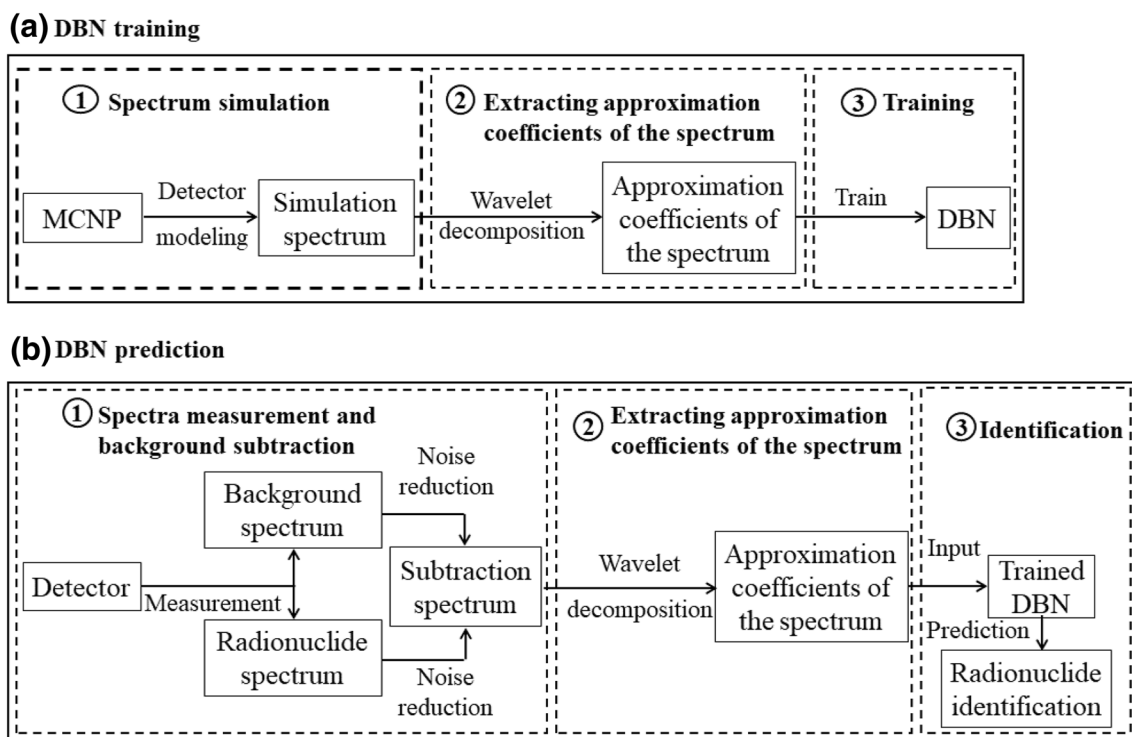 (a) DBN training
① Spectrum simulation
② Extracting approximation
coefficients of the spectrum
③ Training
MCNP
Detector
modeling
Simulation
spectrum
Wavelet
decomposition
Approximation
coefficients of
the spectrum
Train
DBN
(b) DBN prediction
① Spectra measurement and
background subtraction
② Extracting approximation
coefficients of the spectrum
③ Identification
Detector
Measurement
Background
spectrum
Radionuclide
spectrum
Noise
reduction
Noise
reduction
Subtraction
spectrum
Wavelet
decomposition
Approximation
coefficients of
the spectrum
Input
Trained
DBN
Prediction
Radionuclide
identification